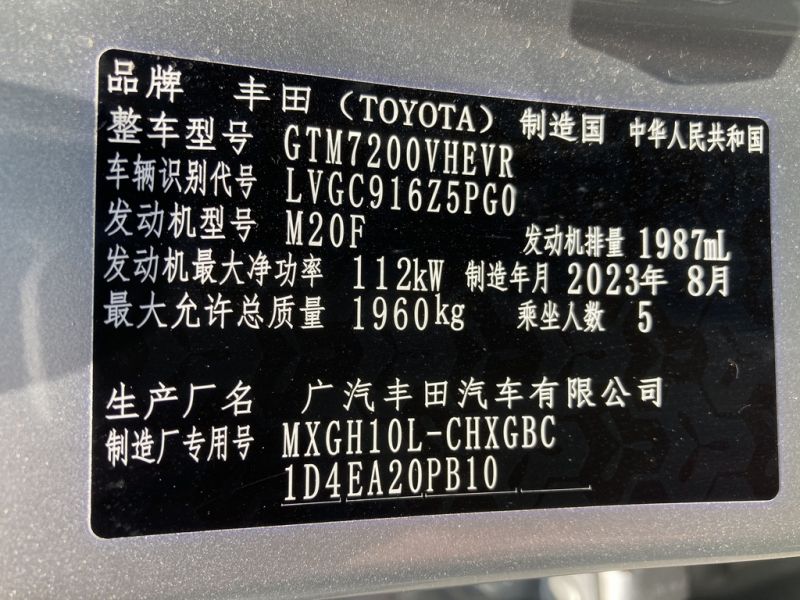 品牌 丰田（TOYOTA） 制造国 中华人民共和国
整车型号 GTM7200VHEVR
车辆识别代号 LVGC916Z5PG0
发动机型号 M20F 发动机排量 1987mL
发动机最大净功率 112kW 制造年月 2023年 8月
最大允许总质量 1960kg 乘坐人数 5
生产厂名 广汽丰田汽车有限公司
制造厂专用号 MXGH10L-CHXGBC
1D4EA20PB10